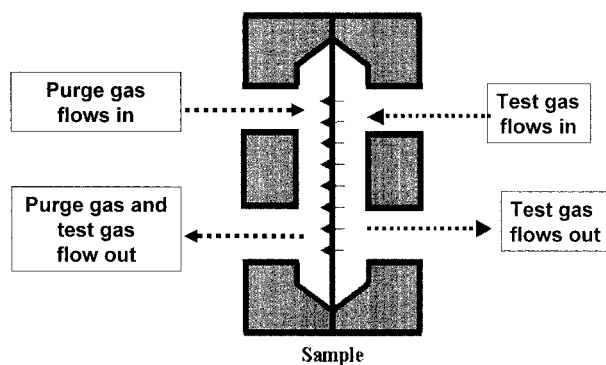 Purge gas
flows in
Test gas
flows in
Purge gas and
test gas
flow out
Test gas
flows out
Sample